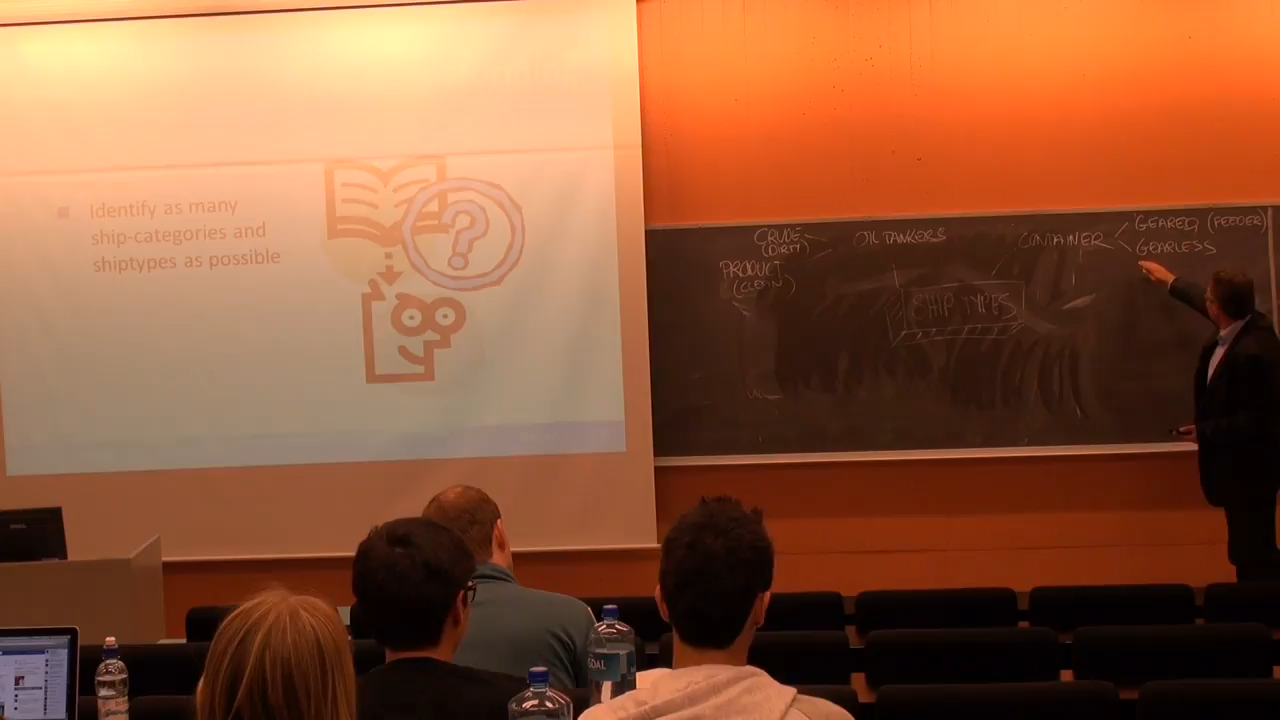 Identify as many
ship-categories and
shiptypes as possible
CRUDE
(DIRTY)
PRODUCT
(CLEAN)
OIL TANKERS
CONTAINER
GEARED (FEEDER)
GEARLESS
SHIP TYPES
DELL